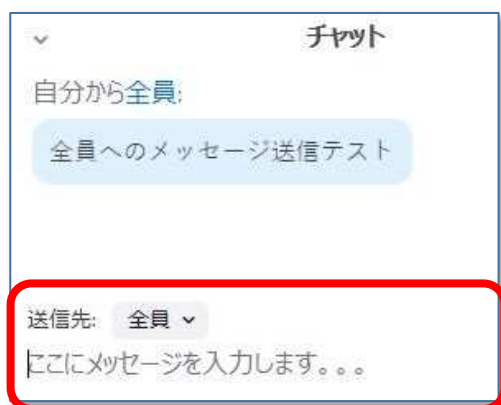 チャット
自分から全員:
全員へのメッセージ送信テスト
送信先: 全員
ここにメッセージを入力します。。。